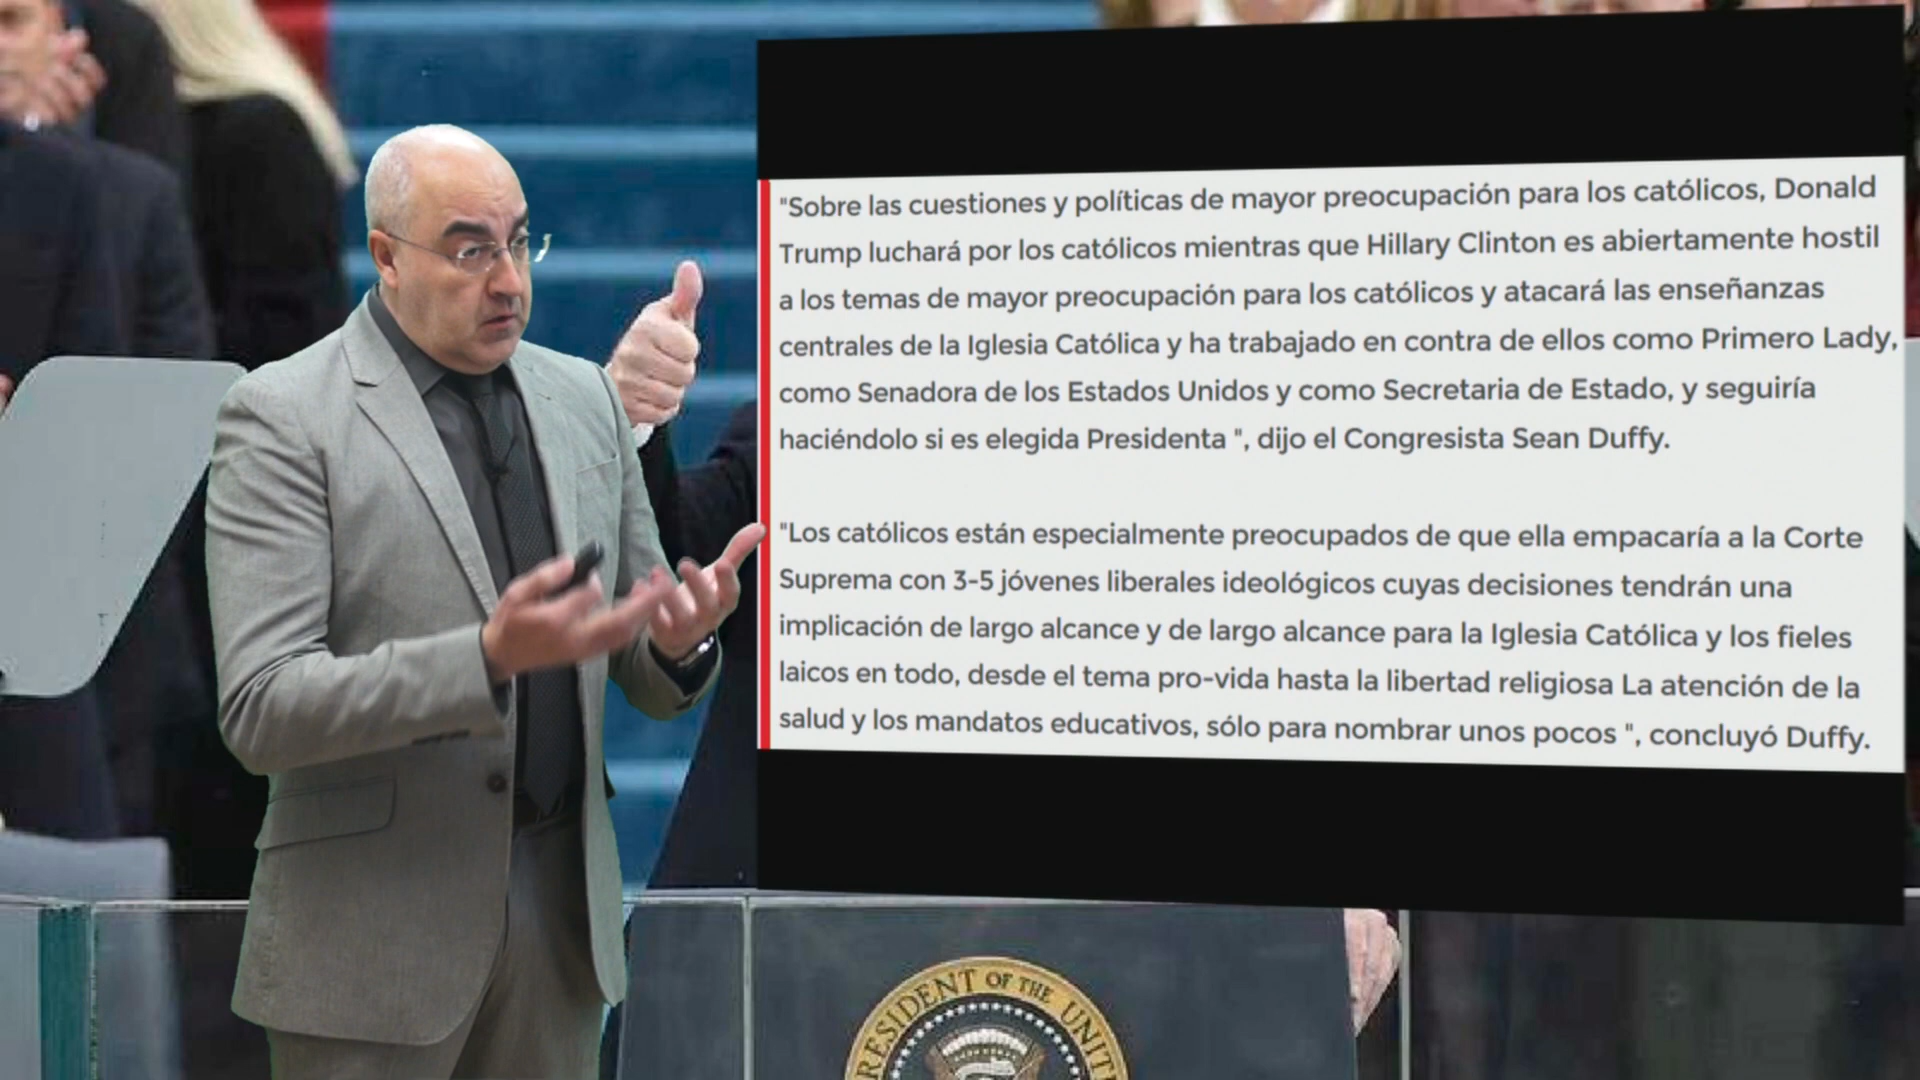 "Sobre las cuestiones y políticas de mayor preocupación para los católicos, Donald
Trump luchará por los católicos mientras que Hillary Clinton es abiertamente hostil
a los temas de mayor preocupación para los católicos y atacará las enseñanzas
centrales de la Iglesia Católica y ha trabajado en contra de ellos como Primero Lady,
como Senadora de los Estados Unidos y como Secretaria de Estado, y seguiría
haciéndolo si es elegida Presidenta ", dijo el Congresista Sean Duffy.
"Los católicos están especialmente preocupados de que ella empacaría a la Corte
Suprema con 3-5 jóvenes liberales ideológicos cuyas decisiones tendrán una
implicación de largo alcance y de largo alcance para la Iglesia Católica y los fieles
laicos en todo, desde el tema pro-vida hasta la libertad religiosa La atención de la
salud y los mandatos educativos, sólo para nombrar unos pocos ", concluyó Duffy.
RESIDENT OF THE UNIT